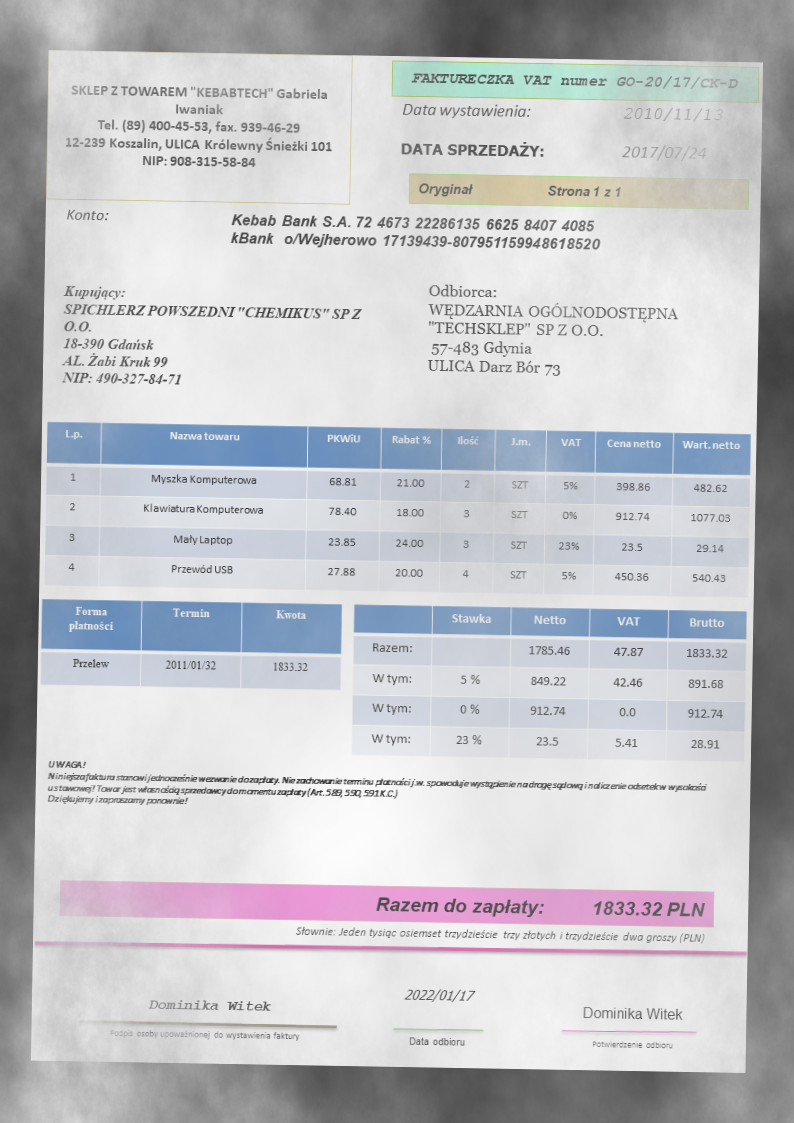 SKLEP Z TOWAREM "KEBABTECH" Gabriela
Iwaniak
Tel. (89) 400-45-53, fax. 939-46-29
12-239 Koszalin, ULICA Królewny Śnieżki 101
NIP: 908-315-58-84
FAKTURECZKA VAT numer GO-20/17/CK-D
Data wystawienia: 2010/11/13
DATA SPRZEDAŻY: 2017/07/24
Oryginał Strona 1 z 1
Konto: Kebab Bank S.A. 72 4673 22286135 6625 8407 4085
kBank o/Wejherowo 17139439-807951159948618520
Kupujący:
SPICHLERZ POWSZEDNI "CHEMIKUS" SP Z
O.O.
18-390 Gdańsk
AL. Żabi Kruk 99
NIP: 490-327-84-71
Odbiorca:
WĘDZARNIA OGÓLNODOSTĘPNA
"TECHSKLEP" SP Z O.O.
57-483 Gdynia
ULICA Darz Bór 73
L.p. Nazwa towaru PKWiU Rabat % Ilość J.m. VAT Cena netto Wart. netto
1 Myszka Komputerowa 68.81 21.00 2 SZT 5% 398.86 482.62
2 Klawiatura Komputerowa 78.40 18.00 3 SZT 0% 912.74 1077.03
3 Mały Laptop 23.85 24.00 3 SZT 23% 23.5 29.14
4 Przewód USB 27.88 20.00 4 SZT 5% 450.36 540.43
Forma płatności Termin Kwota
Przelew 2011/01/32 1833.32
Stawka Netto VAT Brutto
Razem: 1785.46 47.87 1833.32
W tym: 5 % 849.22 42.46 891.68
W tym: 0 % 912.74 0.0 912.74
W tym: 23 % 23.5 5.41 28.91
UWAGA!
Niniejsza faktura stanowi jednocześnie wezwanie do zapłaty. Nie zachowanie terminu płatności j.w. spowoduje wystąpienie na drogę sądową i naliczenie odsetek w wysokości
ustawowej! Towar jest własnością sprzedawcy do momentu zapłaty (Art. 589, 590, 591 K.C.)
Dziękujemy i zapraszamy ponownie!
Razem do zapłaty: 1833.32 PLN
Słownie: Jeden tysiąc osiemset trzydzieście trzy złotych i trzydzieście dwa groszy (PLN)
Dominika Witek
Podpis osoby upoważnionej do wystawienia faktury
2022/01/17
Data odbioru
Dominika Witek
Potwierdzenie odbioru